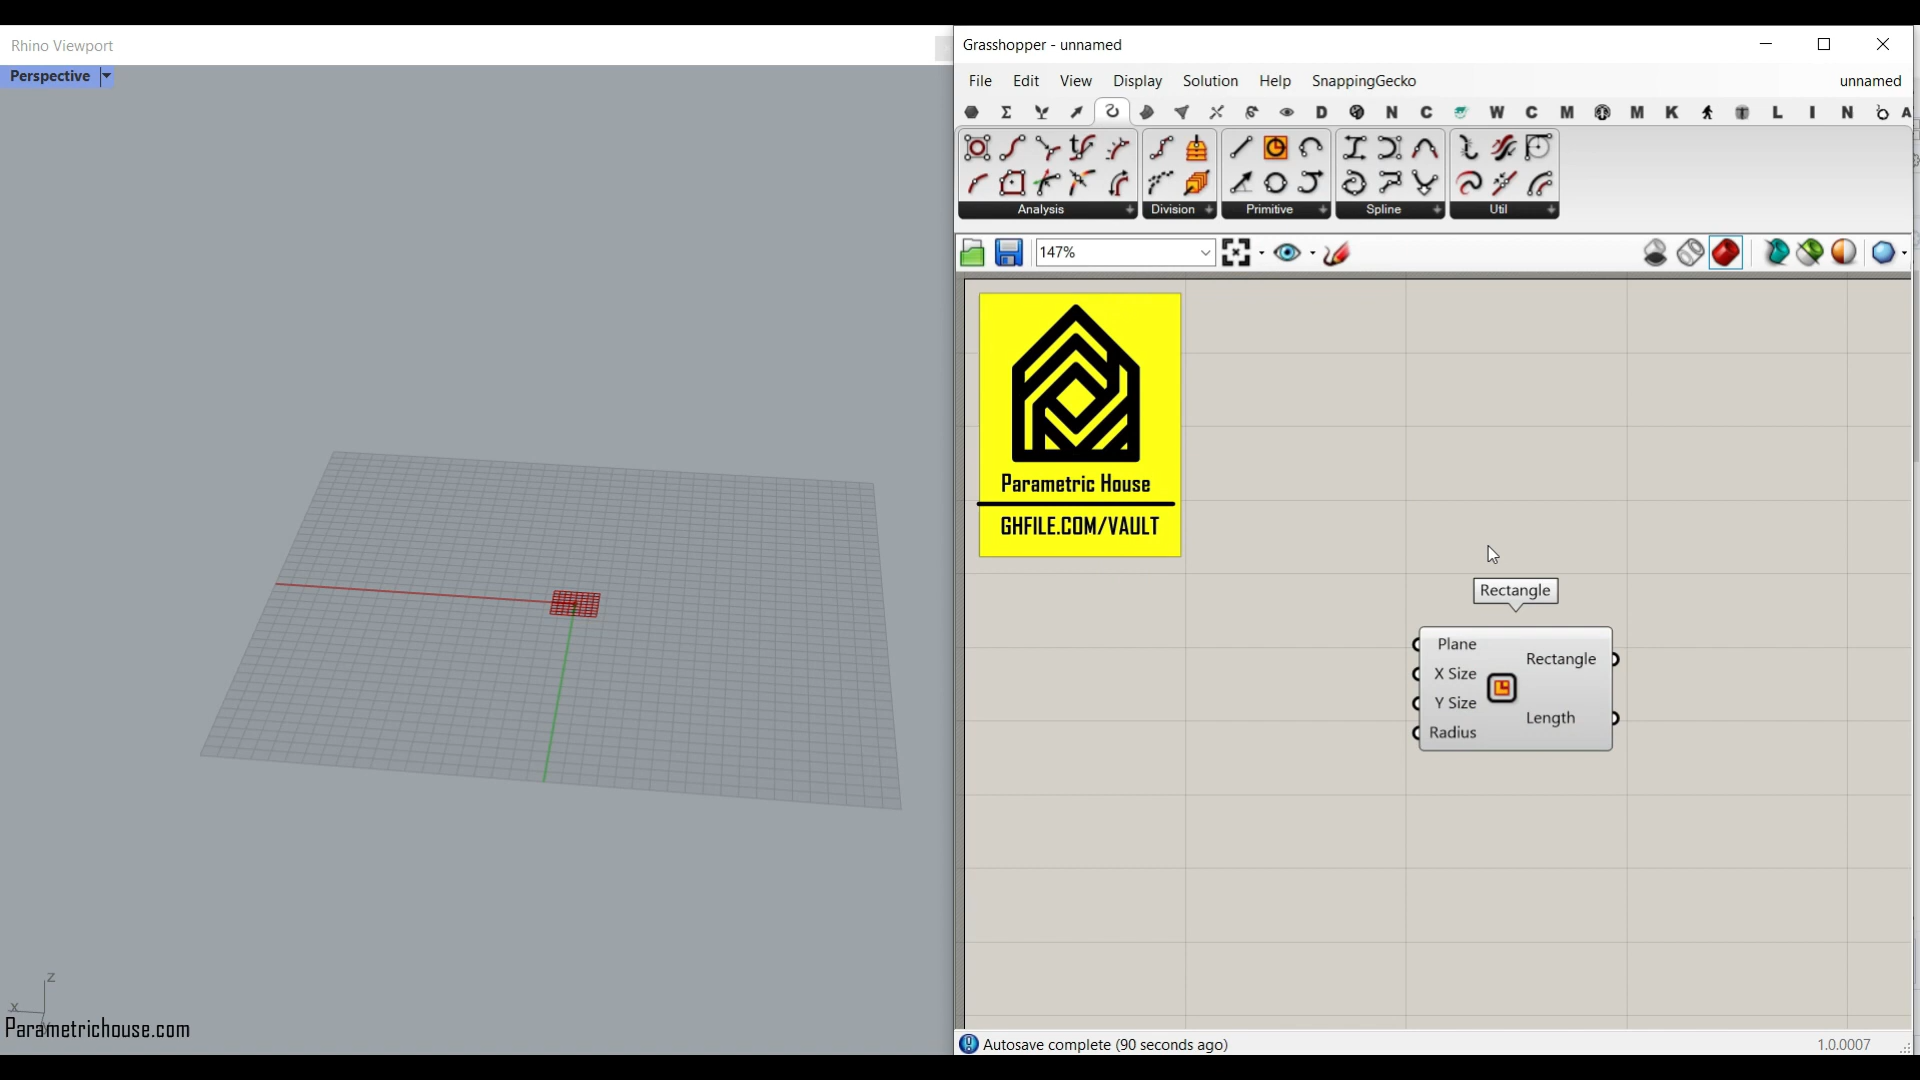 Rhino Viewport
Perspective
z
x
Parametrichouse.com
Grasshopper - unnamed
File Edit View Display Solution Help SnappingGecko unnamed
D N C W C M M K L I N A
Analysis Division Primitive Spline Util
147%
Parametric House
GHFILE.COM/VAULT
Rectangle
Plane
X Size
Y Size
Radius
Rectangle
Length
Autosave complete (90 seconds ago)
1.0.0007